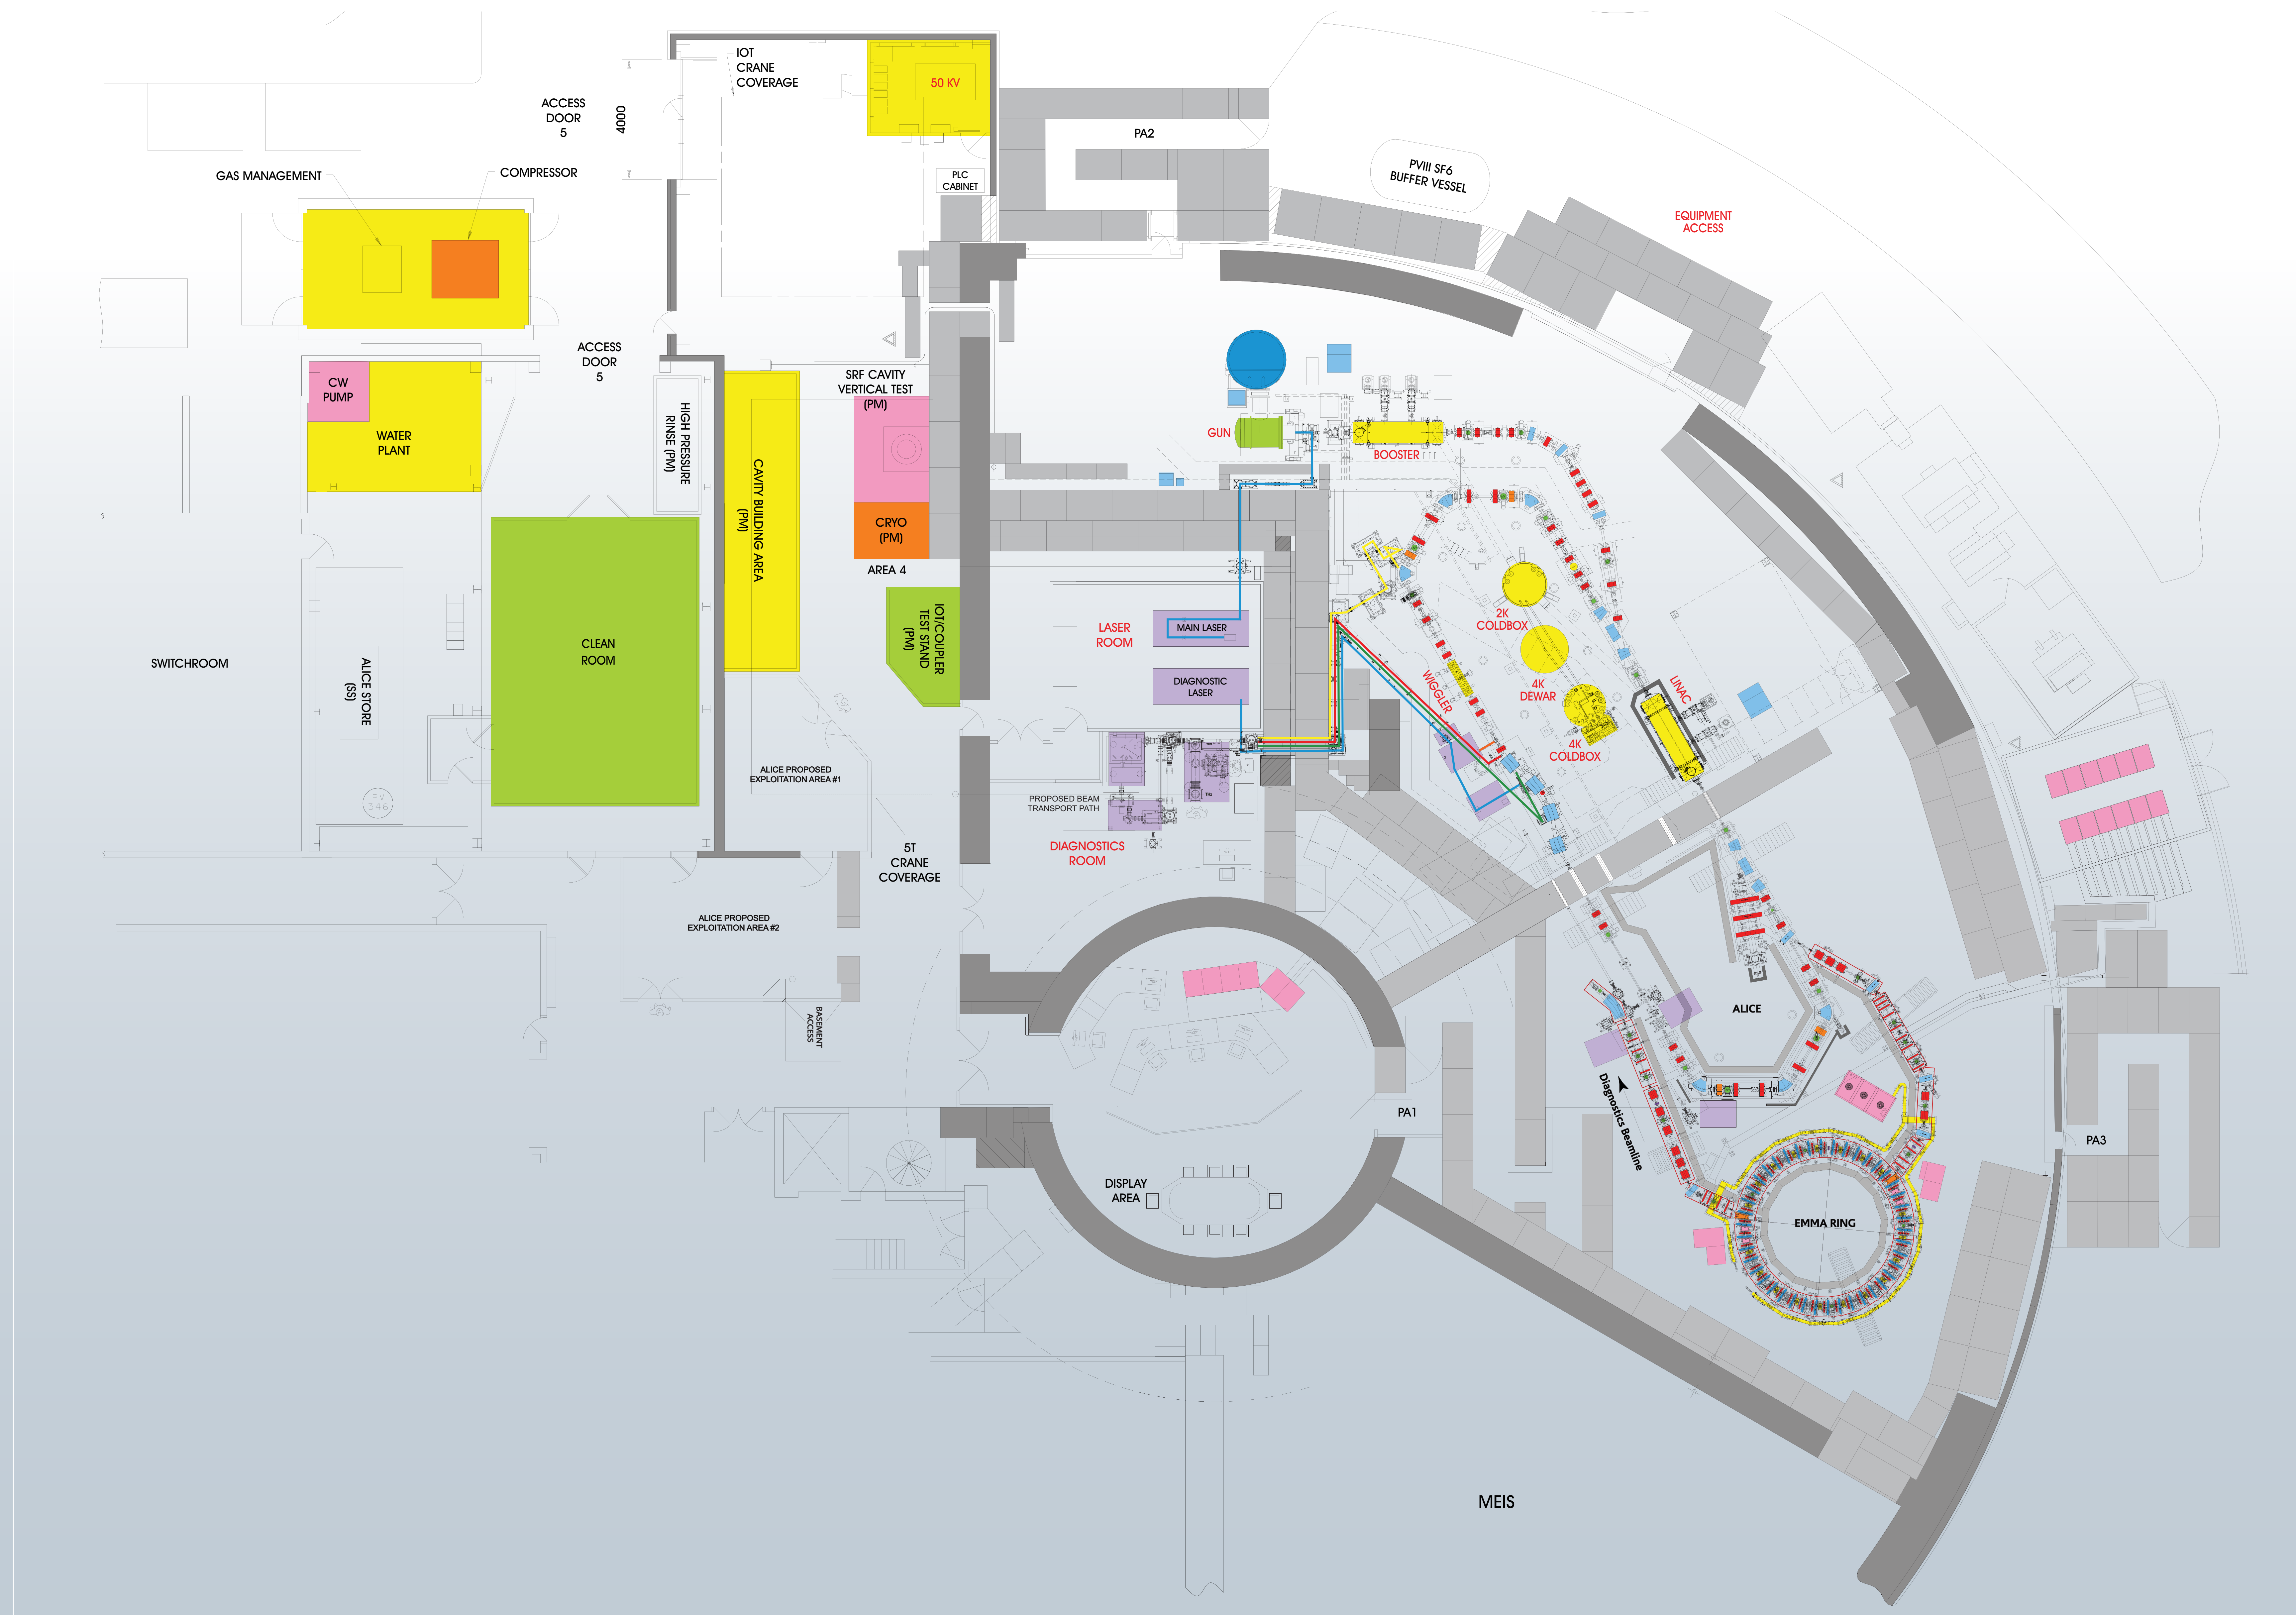 IOT
CRANE
COVERAGE
50 KV
ACCESS
DOOR
5
4000
PA2
PLC
CABINET
PVIII SF6
BUFFER VESSEL
EQUIPMENT
ACCESS
GAS MANAGEMENT
COMPRESSOR
ACCESS
DOOR
5
CW
PUMP
WATER
PLANT
HIGH PRESSURE
RINSE (PM)
SRF CAVITY
VERTICAL TEST
(PM)
CAVITY BUILDING AREA
(PM)
CRYO
(PM)
AREA 4
IOT/COUPLER
TEST STAND
(PM)
GUN
BOOSTER
2K
COLDBOX
4K
DEWAR
4K
COLDBOX
WIGGLER
LINAC
LASER
ROOM
MAIN LASER
DIAGNOSTIC
LASER
SWITCHROOM
ALICE STORE
(SS)
CLEAN
ROOM
PV
346
ALICE PROPOSED
EXPLOITATION AREA #1
PROPOSED BEAM
TRANSPORT PATH
DIAGNOSTICS
ROOM
5T
CRANE
COVERAGE
ALICE PROPOSED
EXPLOITATION AREA #2
BASEMENT
ACCESS
ALICE
Diagnostics Beamline
PA1
PA3
DISPLAY
AREA
EMMA RING
MEIS